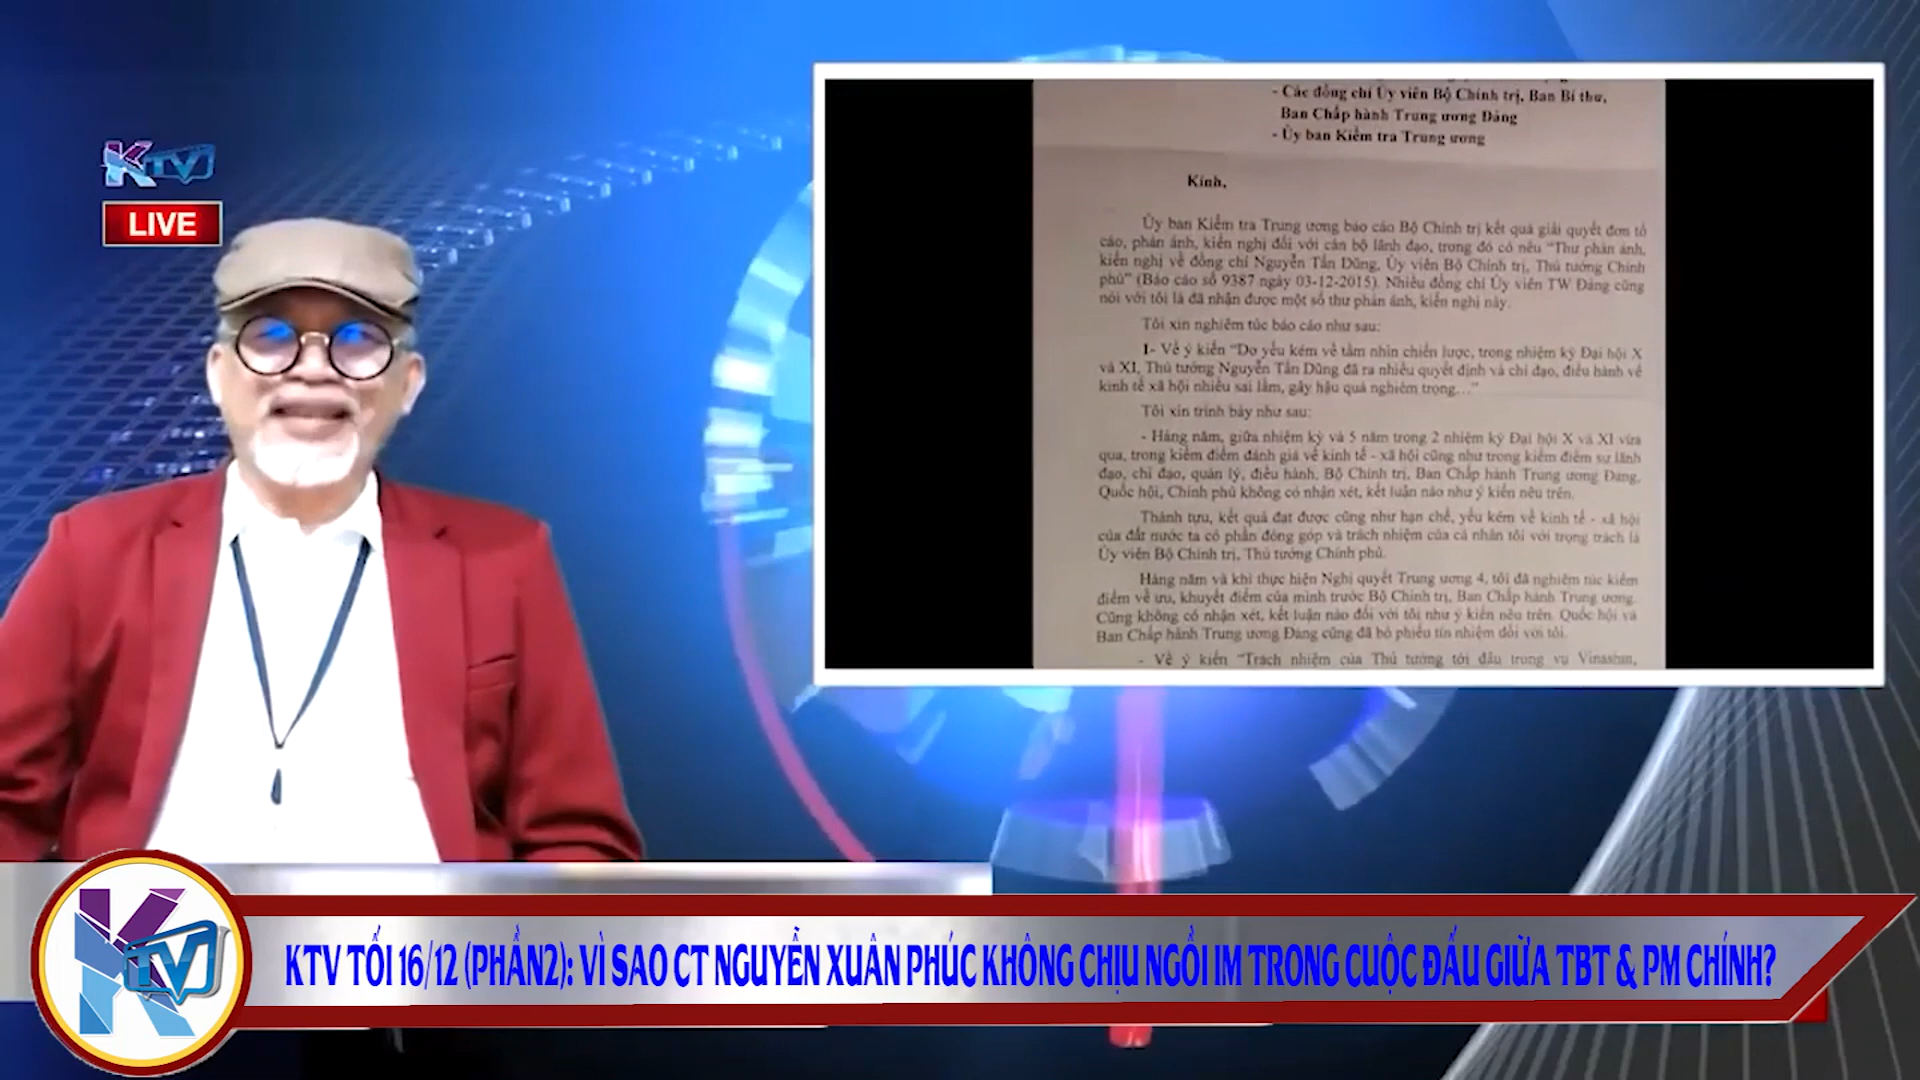 KTV
LIVE
- Các đồng chí Ủy viên Bộ Chính trị, Ban Bí thư,
Ban Chấp hành Trung ương Đảng
- Ủy ban Kiểm tra Trung ương
Kính,
Ủy ban Kiểm tra Trung ương báo cáo Bộ Chính trị kết quả giải quyết đơn tố
cáo, phản ánh, kiến nghị đối với cán bộ lãnh đạo, trong đó có nêu "Thư phản ánh,
kiến nghị về đồng chí Nguyễn Tấn Dũng, Ủy viên Bộ Chính trị, Thủ tướng Chính
phủ" (Báo cáo số 9387 ngày 03-12-2015). Nhiều đồng chí Ủy viên TW Đảng cũng
nói với tôi là đã nhận được một số thư phản ánh, kiến nghị này.
Tôi xin nghiêm túc báo cáo như sau:
1- Về ý kiến "Do yếu kém về tầm nhìn chiến lược, trong nhiệm kỳ Đại hội X
và XI, Thủ tướng Nguyễn Tấn Dũng đã ra nhiều quyết định và chỉ đạo, điều hành về
kinh tế xã hội nhiều sai lầm, gây hậu quả nghiêm trọng…"
Tôi xin trình bày như sau:
- Hàng năm, giữa nhiệm kỳ và 5 năm trong 2 nhiệm kỳ Đại hội X và XI vừa
qua, trong kiểm điểm đánh giá về kinh tế - xã hội cũng như trong kiểm điểm sự lãnh
đạo, chỉ đạo, quản lý, điều hành, Bộ Chính trị, Ban Chấp hành Trung ương Đảng,
Quốc hội, Chính phủ không có nhận xét, kết luận nào như ý kiến nêu trên.
Thành tựu, kết quả đạt được cũng như hạn chế, yếu kém về kinh tế - xã hội
của đất nước ta có phần đóng góp và trách nhiệm của cá nhân tôi với trọng trách là
Ủy viên Bộ Chính trị, Thủ tướng Chính phủ.
Hàng năm và khi thực hiện Nghị quyết Trung ương 4, tôi đã nghiêm túc kiểm
điểm về ưu, khuyết điểm của mình trước Bộ Chính trị, Ban Chấp hành Trung ương.
Cũng không có nhận xét, kết luận nào đối với tôi như ý kiến nêu trên. Quốc hội và
Ban Chấp hành Trung ương Đảng cũng đã bỏ phiếu tín nhiệm đối với tôi.
- Về ý kiến "Trách nhiệm của Thủ tướng tới đâu trong vụ Vinashin,
KTV
KTV TỐI 16/12 (PHẦN2): VÌ SAO CT NGUYỄN XUÂN PHÚC KHÔNG CHỊU NGỒI IM TRONG CUỘC ĐẤU GIỮA TBT & PM CHÍNH?